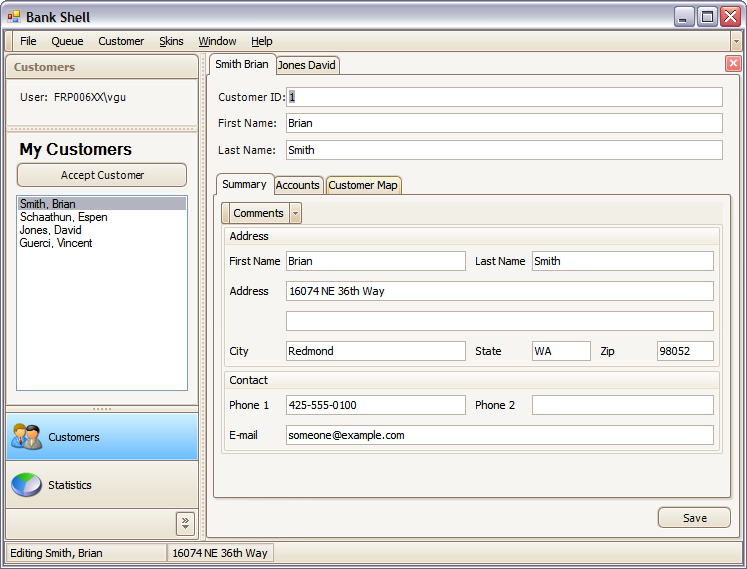 Bank Shell
File Queue Customer Skins Window Help
Customers
User: FRP006XX\vgu
My Customers
Accept Customer
Smith, Brian
Schaathun, Espen
Jones, David
Guerci, Vincent
Customers
Statistics
Smith Brian Jones David
Customer ID: 1
First Name: Brian
Last Name: Smith
Summary Accounts Customer Map
Comments
Address
First Name Brian Last Name Smith
Address 16074 NE 36th Way
City Redmond State WA Zip 98052
Contact
Phone 1 425-555-0100 Phone 2
E-mail someone@example.com
Save
Editing Smith, Brian 16074 NE 36th Way